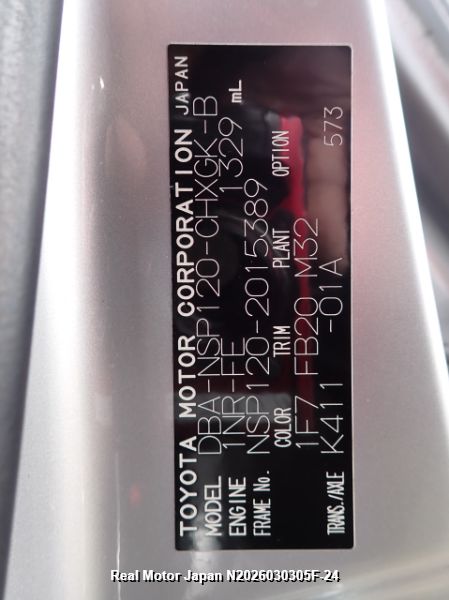 TOYOTA MOTOR CORPORATION JAPAN
MODEL DBA-NSP120-CHXGK-B
ENGINE 1NR-FE 1329 mL
FRAME No. NSP120-2015389
COLOR TRIM PLANT OPTION
1F7 FB20 M32
TRANS./AXLE K411 -01A 573
Real Motor Japan N2026030305F-24